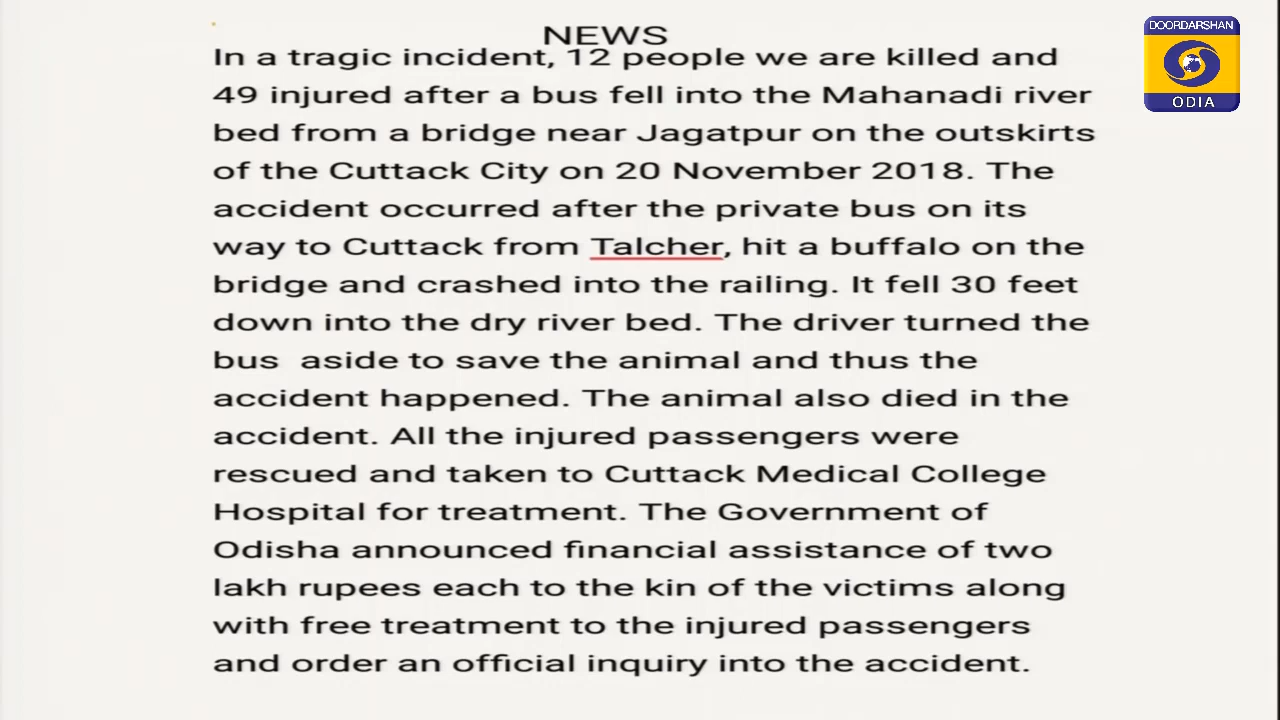 NEWS
In a tragic incident, 12 people we are killed and
49 injured after a bus fell into the Mahanadi river
bed from a bridge near Jagatpur on the outskirts
of the Cuttack City on 20 November 2018. The
accident occurred after the private bus on its
way to Cuttack from Talcher, hit a buffalo on the
bridge and crashed into the railing. It fell 30 feet
down into the dry river bed. The driver turned the
bus  aside to save the animal and thus the
accident happened. The animal also died in the
accident. All the injured passengers were
rescued and taken to Cuttack Medical College
Hospital for treatment. The Government of
Odisha announced financial assistance of two
lakh rupees each to the kin of the victims along
with free treatment to the injured passengers
and order an official inquiry into the accident.
DOORDARSHAN
ODIA